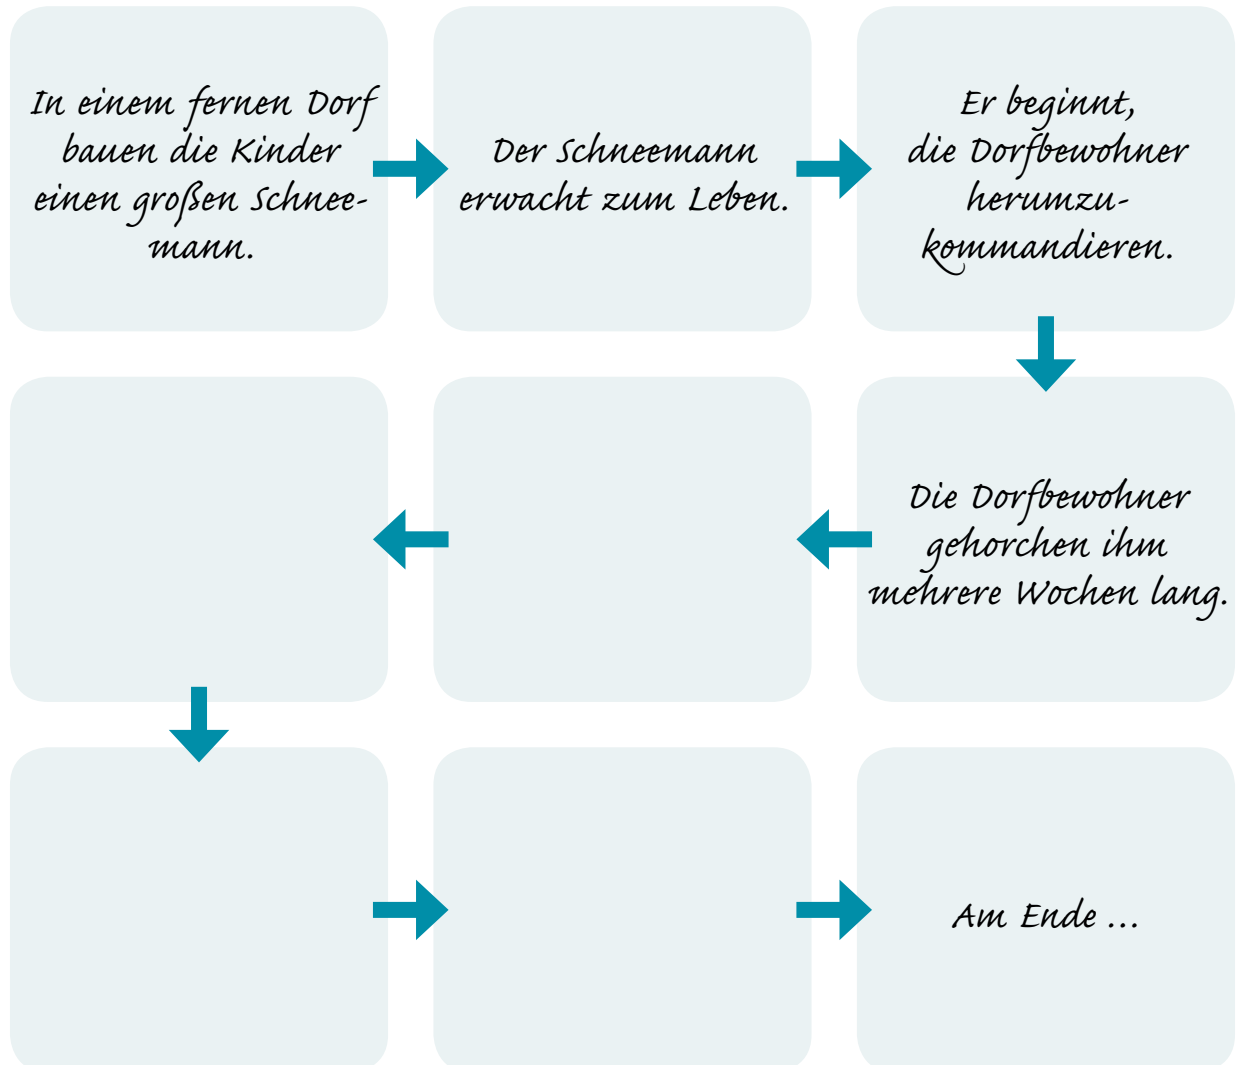 In einem fernen Dorf
bauen die Kinder
einen großen Schnee-
mann.
Der Schneemann
erwacht zum Leben.
Er beginnt,
die Dorfbewohner
herumzu-
kommandieren.
Die Dorfbewohner
gehorchen ihm
mehrere Wochen lang.
Am Ende ...